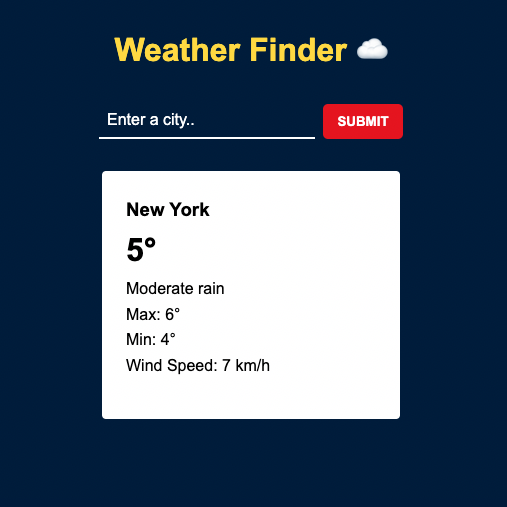 Weather Finder ☁️
Enter a city..
SUBMIT
New York
5°
Moderate rain
Max: 6°
Min: 4°
Wind Speed: 7 km/h